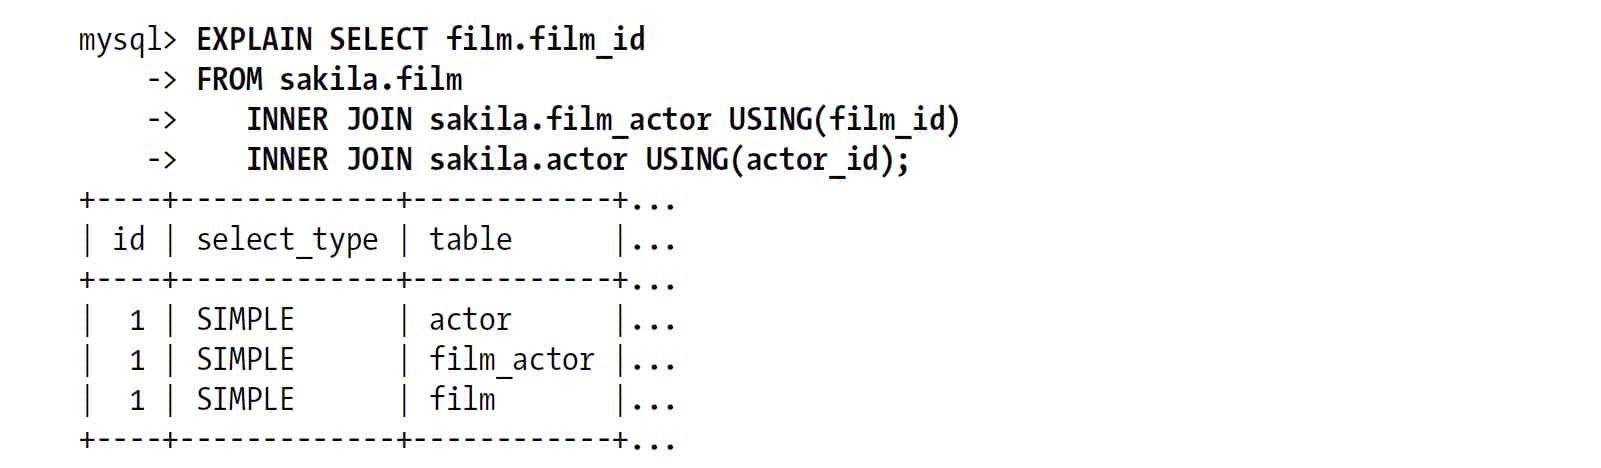 mysql> EXPLAIN SELECT film.film_id
    -> FROM sakila.film
    ->    INNER JOIN sakila.film_actor USING(film_id)
    ->    INNER JOIN sakila.actor USING(actor_id);
+----+-------------+------------+...
| id | select_type | table      |...
+----+-------------+------------+...
|  1 | SIMPLE      | actor      |...
|  1 | SIMPLE      | film_actor |...
|  1 | SIMPLE      | film       |...
+----+-------------+------------+...